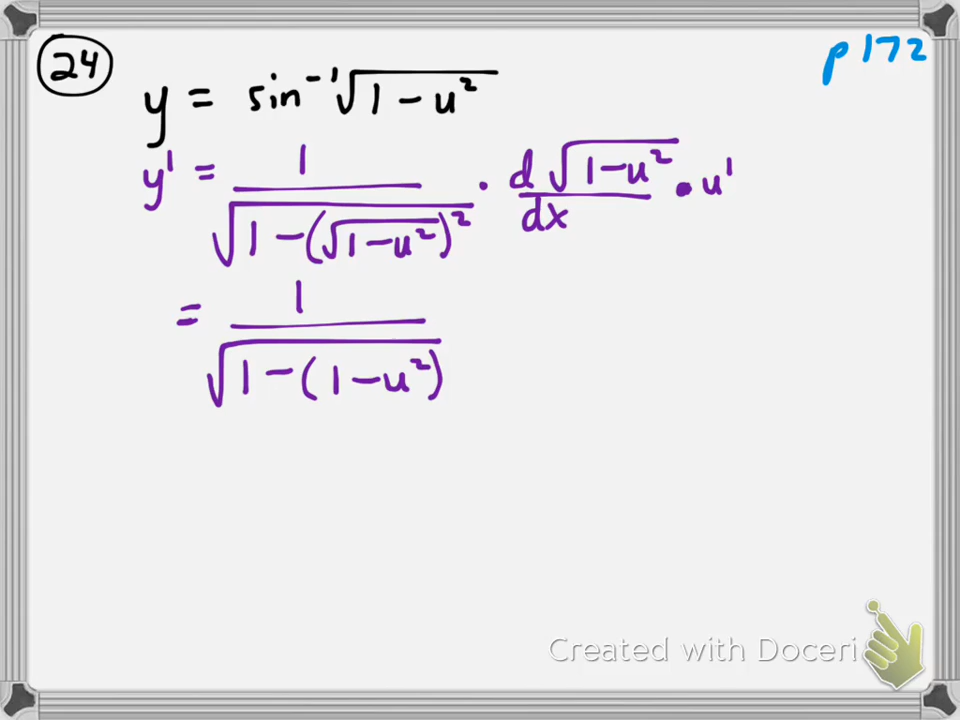 24
p172
y = sin⁻¹√(1 − u²)
y' = 1/√(1 − (√(1−u²))²) · d√(1−u²)/dx · u'
= 1/√(1 − (1 − u²))
Created with Doceri